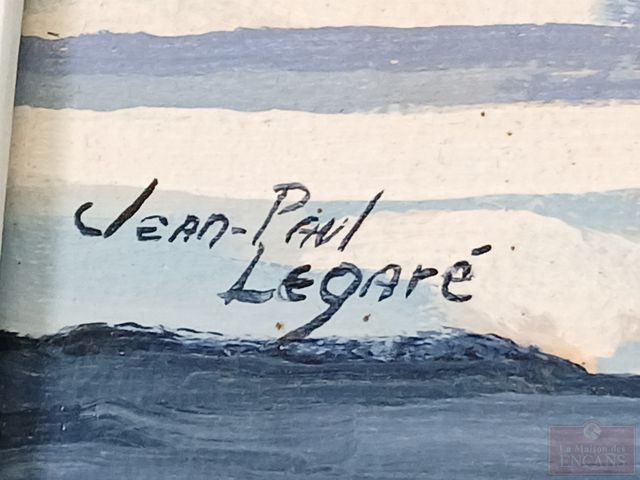 Jean-Paul
Legaré
La Maison des
ENCANS